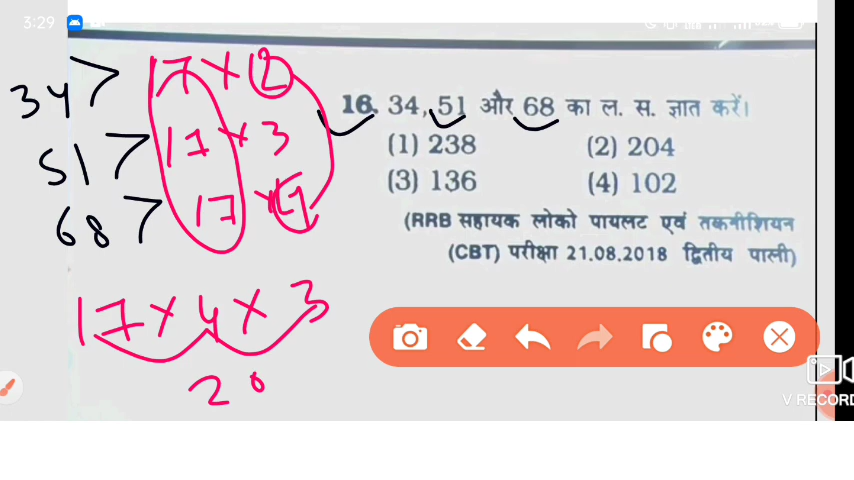 3:29
16. 34, 51 और 68 का ल. स. ज्ञात करें।
(1) 238 (2) 204
(3) 136 (4) 102
(RRB सहायक लोको पायलट एवं तकनीशियन
(CBT) परीक्षा 21.08.2018 द्वितीय पाली)
34 > 17 × 2
51 > 17 × 3
68 > 17 × 4
17 × 4 × 3
20
V RECORD